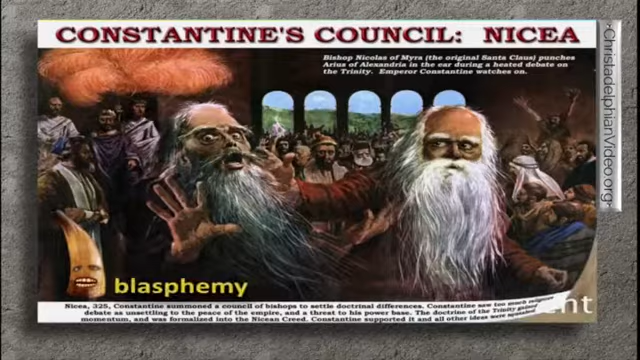 CONSTANTINE'S COUNCIL: NICEA
Bishop Nicolas of Myra (the original Santa Claus) punches
Arius of Alexandria in the ear during a heated debate on
the Trinity. Emperor Constantine watches on.
ChristadelphianVideo.org
blasphemy
Nicea, 325, Constantine summoned a council of bishops to settle doctrinal differences. Constantine saw too much religious
debate as unsettling to the peace of the empire, and a threat to his power base. The doctrine of the Trinity gained
momentum, and was formalized into the Nicean Creed. Constantine supported it and all other ideas were